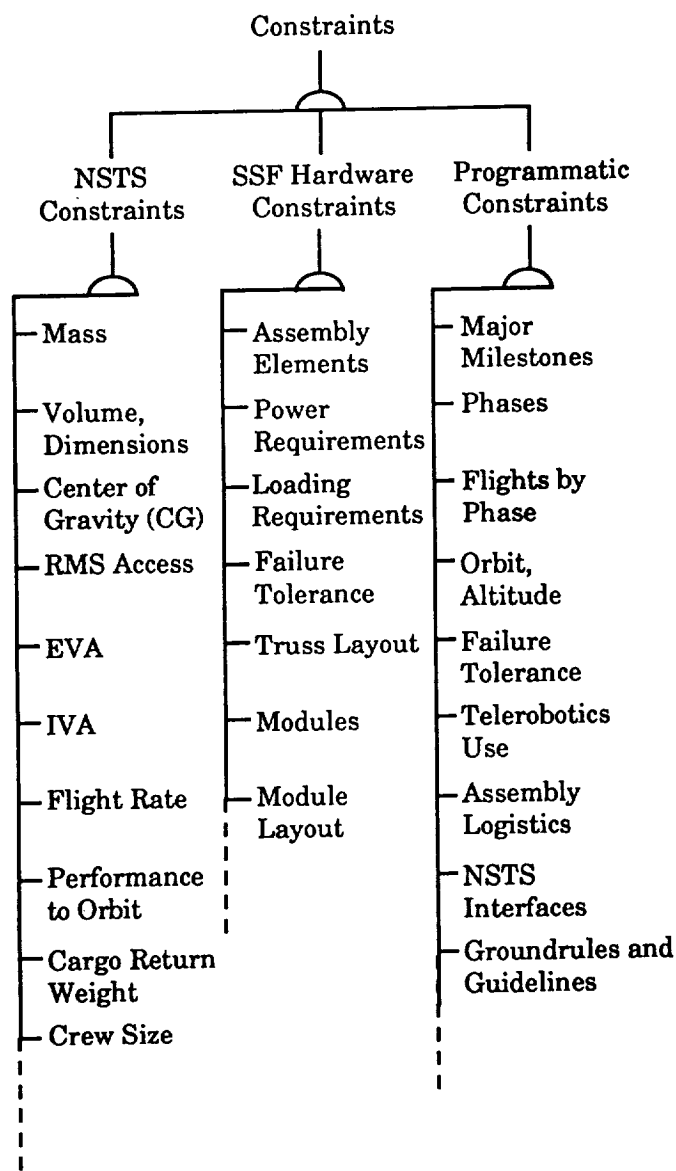 Constraints
NSTS
Constraints
SSF Hardware
Constraints
Programmatic
Constraints
Mass
Volume,
Dimensions
Center of
Gravity (CG)
RMS Access
EVA
IVA
Flight Rate
Performance
to Orbit
Cargo Return
Weight
Crew Size
Assembly
Elements
Power
Requirements
Loading
Requirements
Failure
Tolerance
Truss Layout
Modules
Module
Layout
Major
Milestones
Phases
Flights by
Phase
Orbit,
Altitude
Failure
Tolerance
Telerobotics
Use
Assembly
Logistics
NSTS
Interfaces
Groundrules and
Guidelines